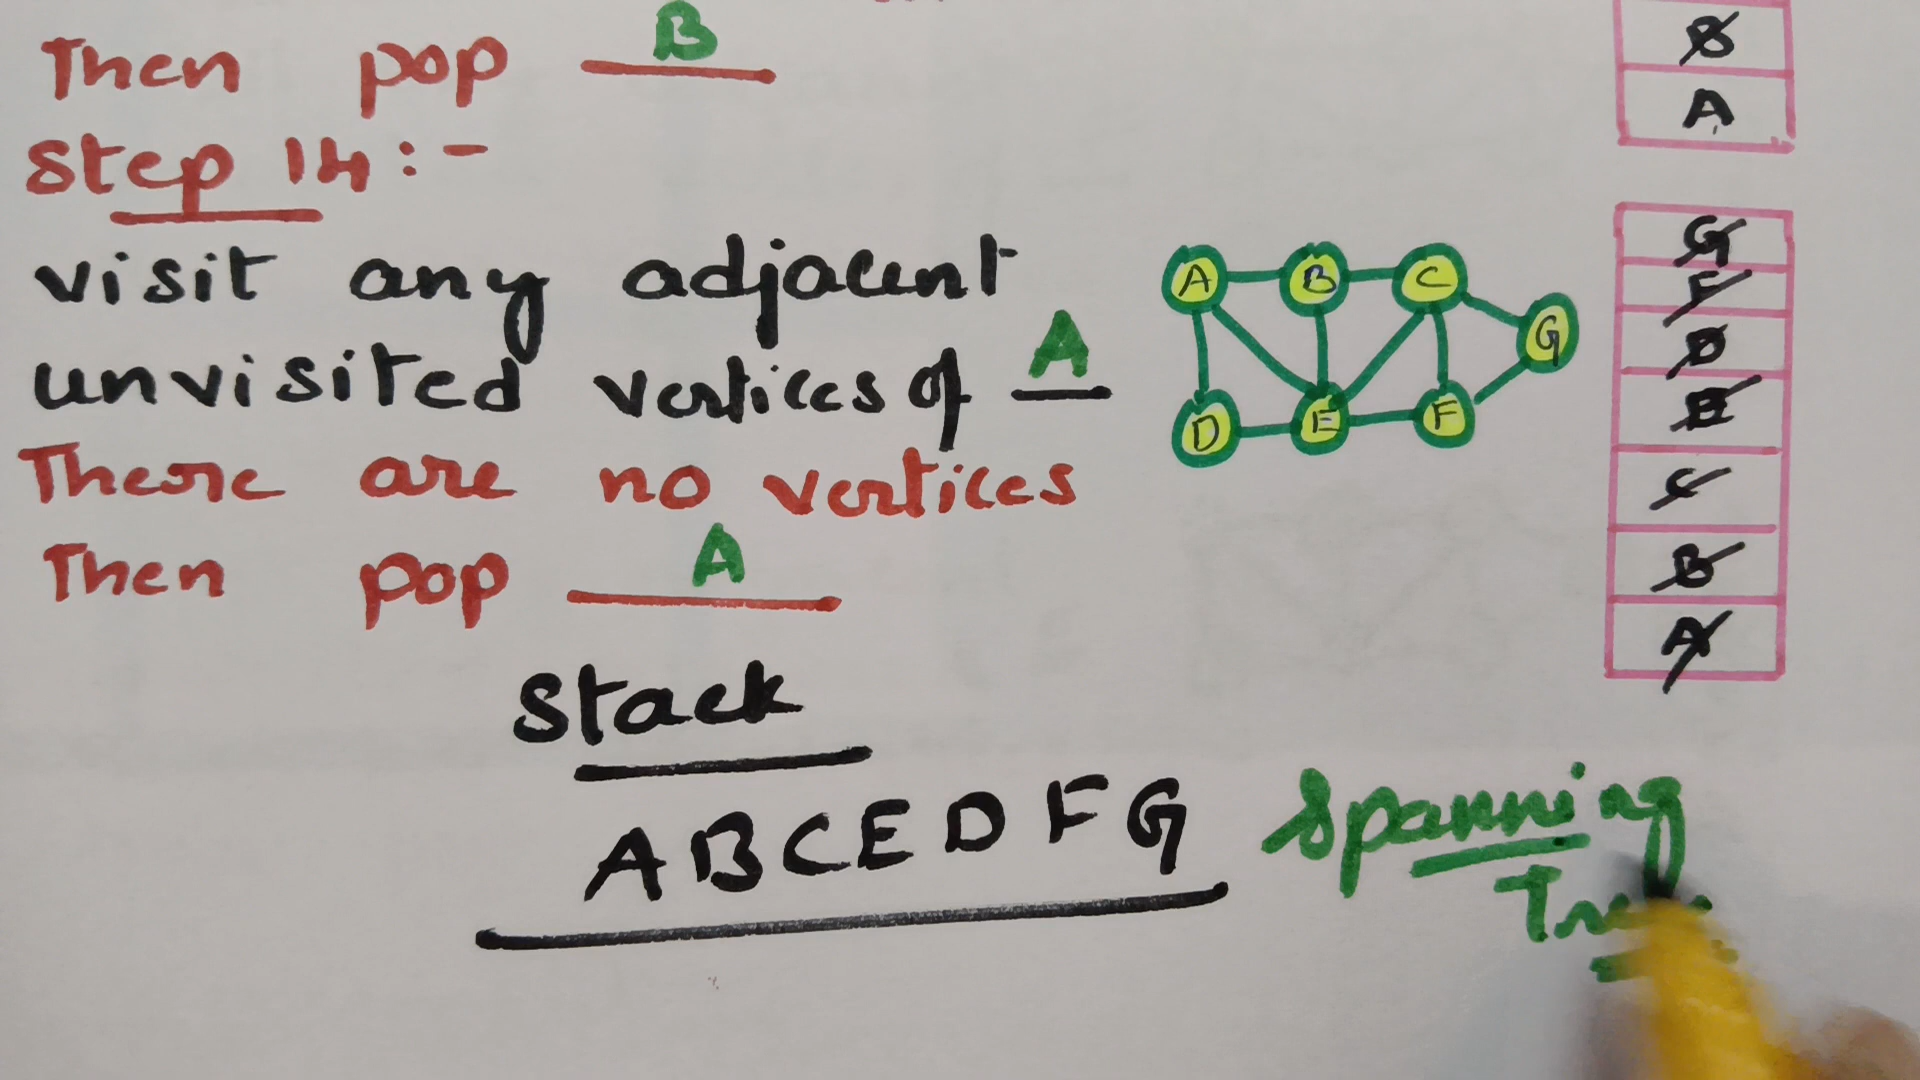 Then pop B
Step 14:-
visit any adjacent
unvisited vertices of A
There are no vertices
Then pop A
Stack
A B C E D F G
Spanning
Tree
A B C
G
D E F
B
A
G
F
D
E
C
B
A